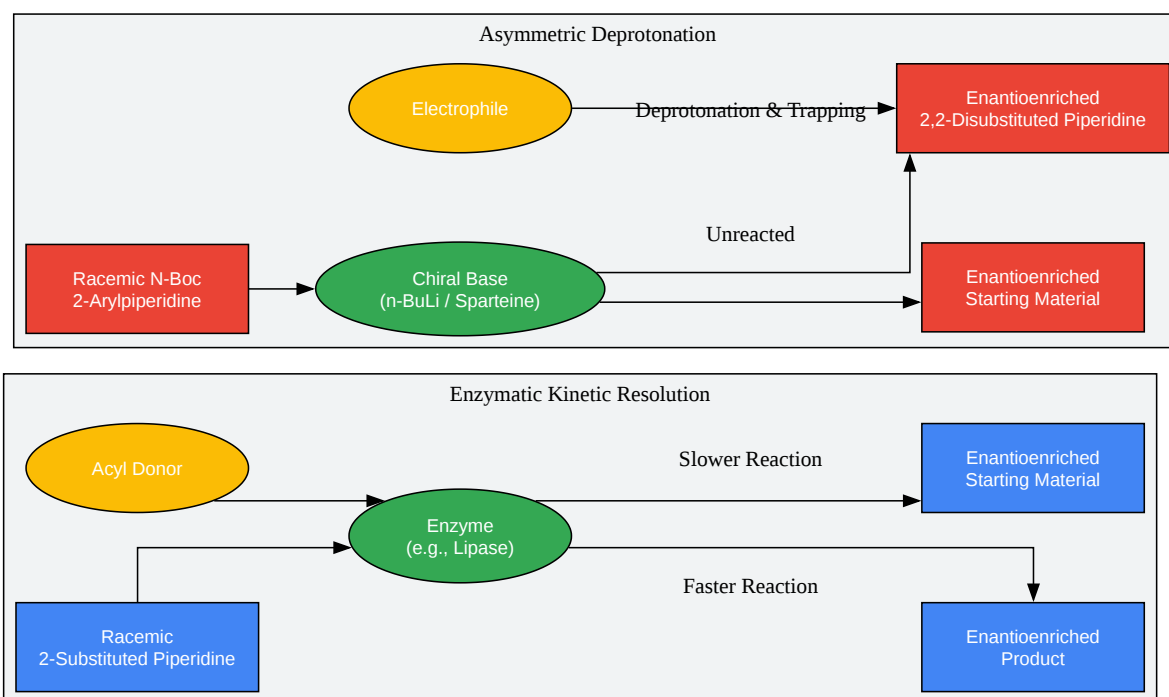 Asymmetric Deprotonation
Electrophile
Deprotonation & Trapping
Enantioenriched
2,2-Disubstituted Piperidine
Unreacted
Racemic N-Boc
2-Arylpiperidine
Chiral Base
(n-BuLi / Sparteine)
Enantioenriched
Starting Material
Enzymatic Kinetic Resolution
Acyl Donor
Slower Reaction
Enantioenriched
Starting Material
Enzyme
(e.g., Lipase)
Faster Reaction
Racemic
2-Substituted Piperidine
Enantioenriched
Product